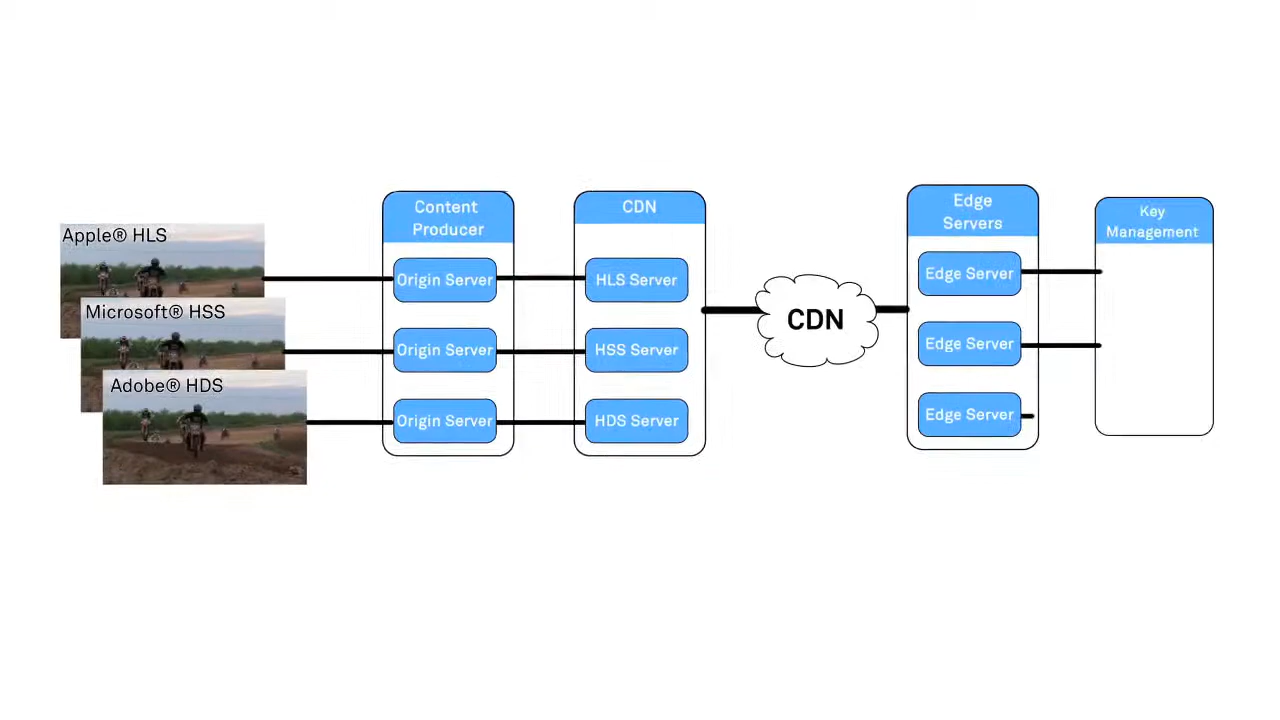 Apple® HLS
Microsoft® HSS
Adobe® HDS
Content
Producer
Origin Server
Origin Server
Origin Server
CDN
HLS Server
HSS Server
HDS Server
CDN
Edge
Servers
Edge Server
Edge Server
Edge Server
Key
Management